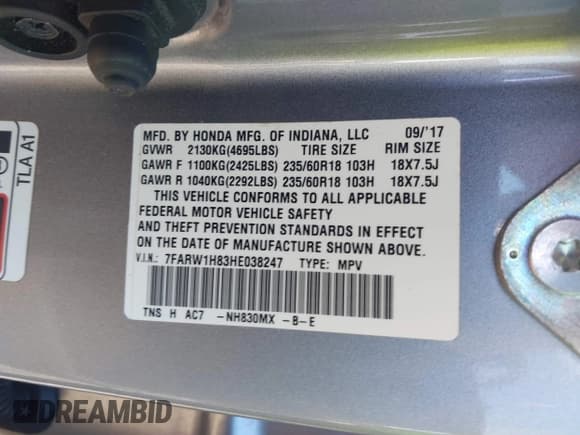 TLA A1
MFD. BY HONDA MFG. OF INDIANA, LLC 09/'17
GVWR 2130KG(4695LBS) TIRE SIZE RIM SIZE
GAWR F 1100KG(2425LBS) 235/60R18 103H 18X7.5J
GAWR R 1040KG(2292LBS) 235/60R18 103H 18X7.5J
THIS VEHICLE CONFORMS TO ALL APPLICABLE
FEDERAL MOTOR VEHICLE SAFETY
AND THEFT PREVENTION STANDARDS IN EFFECT
ON THE DATE OF MANUFACTURE SHOWN ABOVE.
V.I.N.: 7FARW1H83HE038247 TYPE: MPV
TNS H AC7 -NH830MX -B-E
DREAMBID